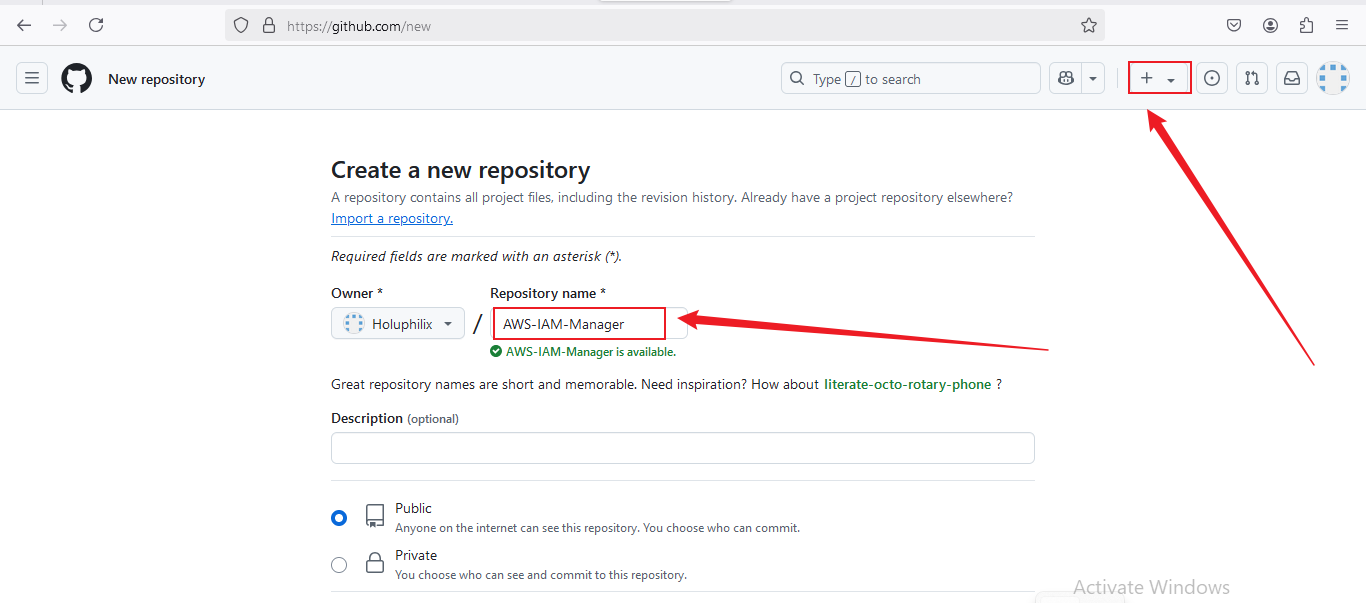 https://github.com/new
New repository
Type / to search
Create a new repository
A repository contains all project files, including the revision history. Already have a project repository elsewhere?
Import a repository.
Required fields are marked with an asterisk (*).
Owner *
Repository name *
Holuphilix
/
AWS-IAM-Manager
AWS-IAM-Manager is available.
Great repository names are short and memorable. Need inspiration? How about literate-octo-rotary-phone ?
Description (optional)
Public
Anyone on the internet can see this repository. You choose who can commit.
Private
You choose who can see and commit to this repository.
Activate Windows